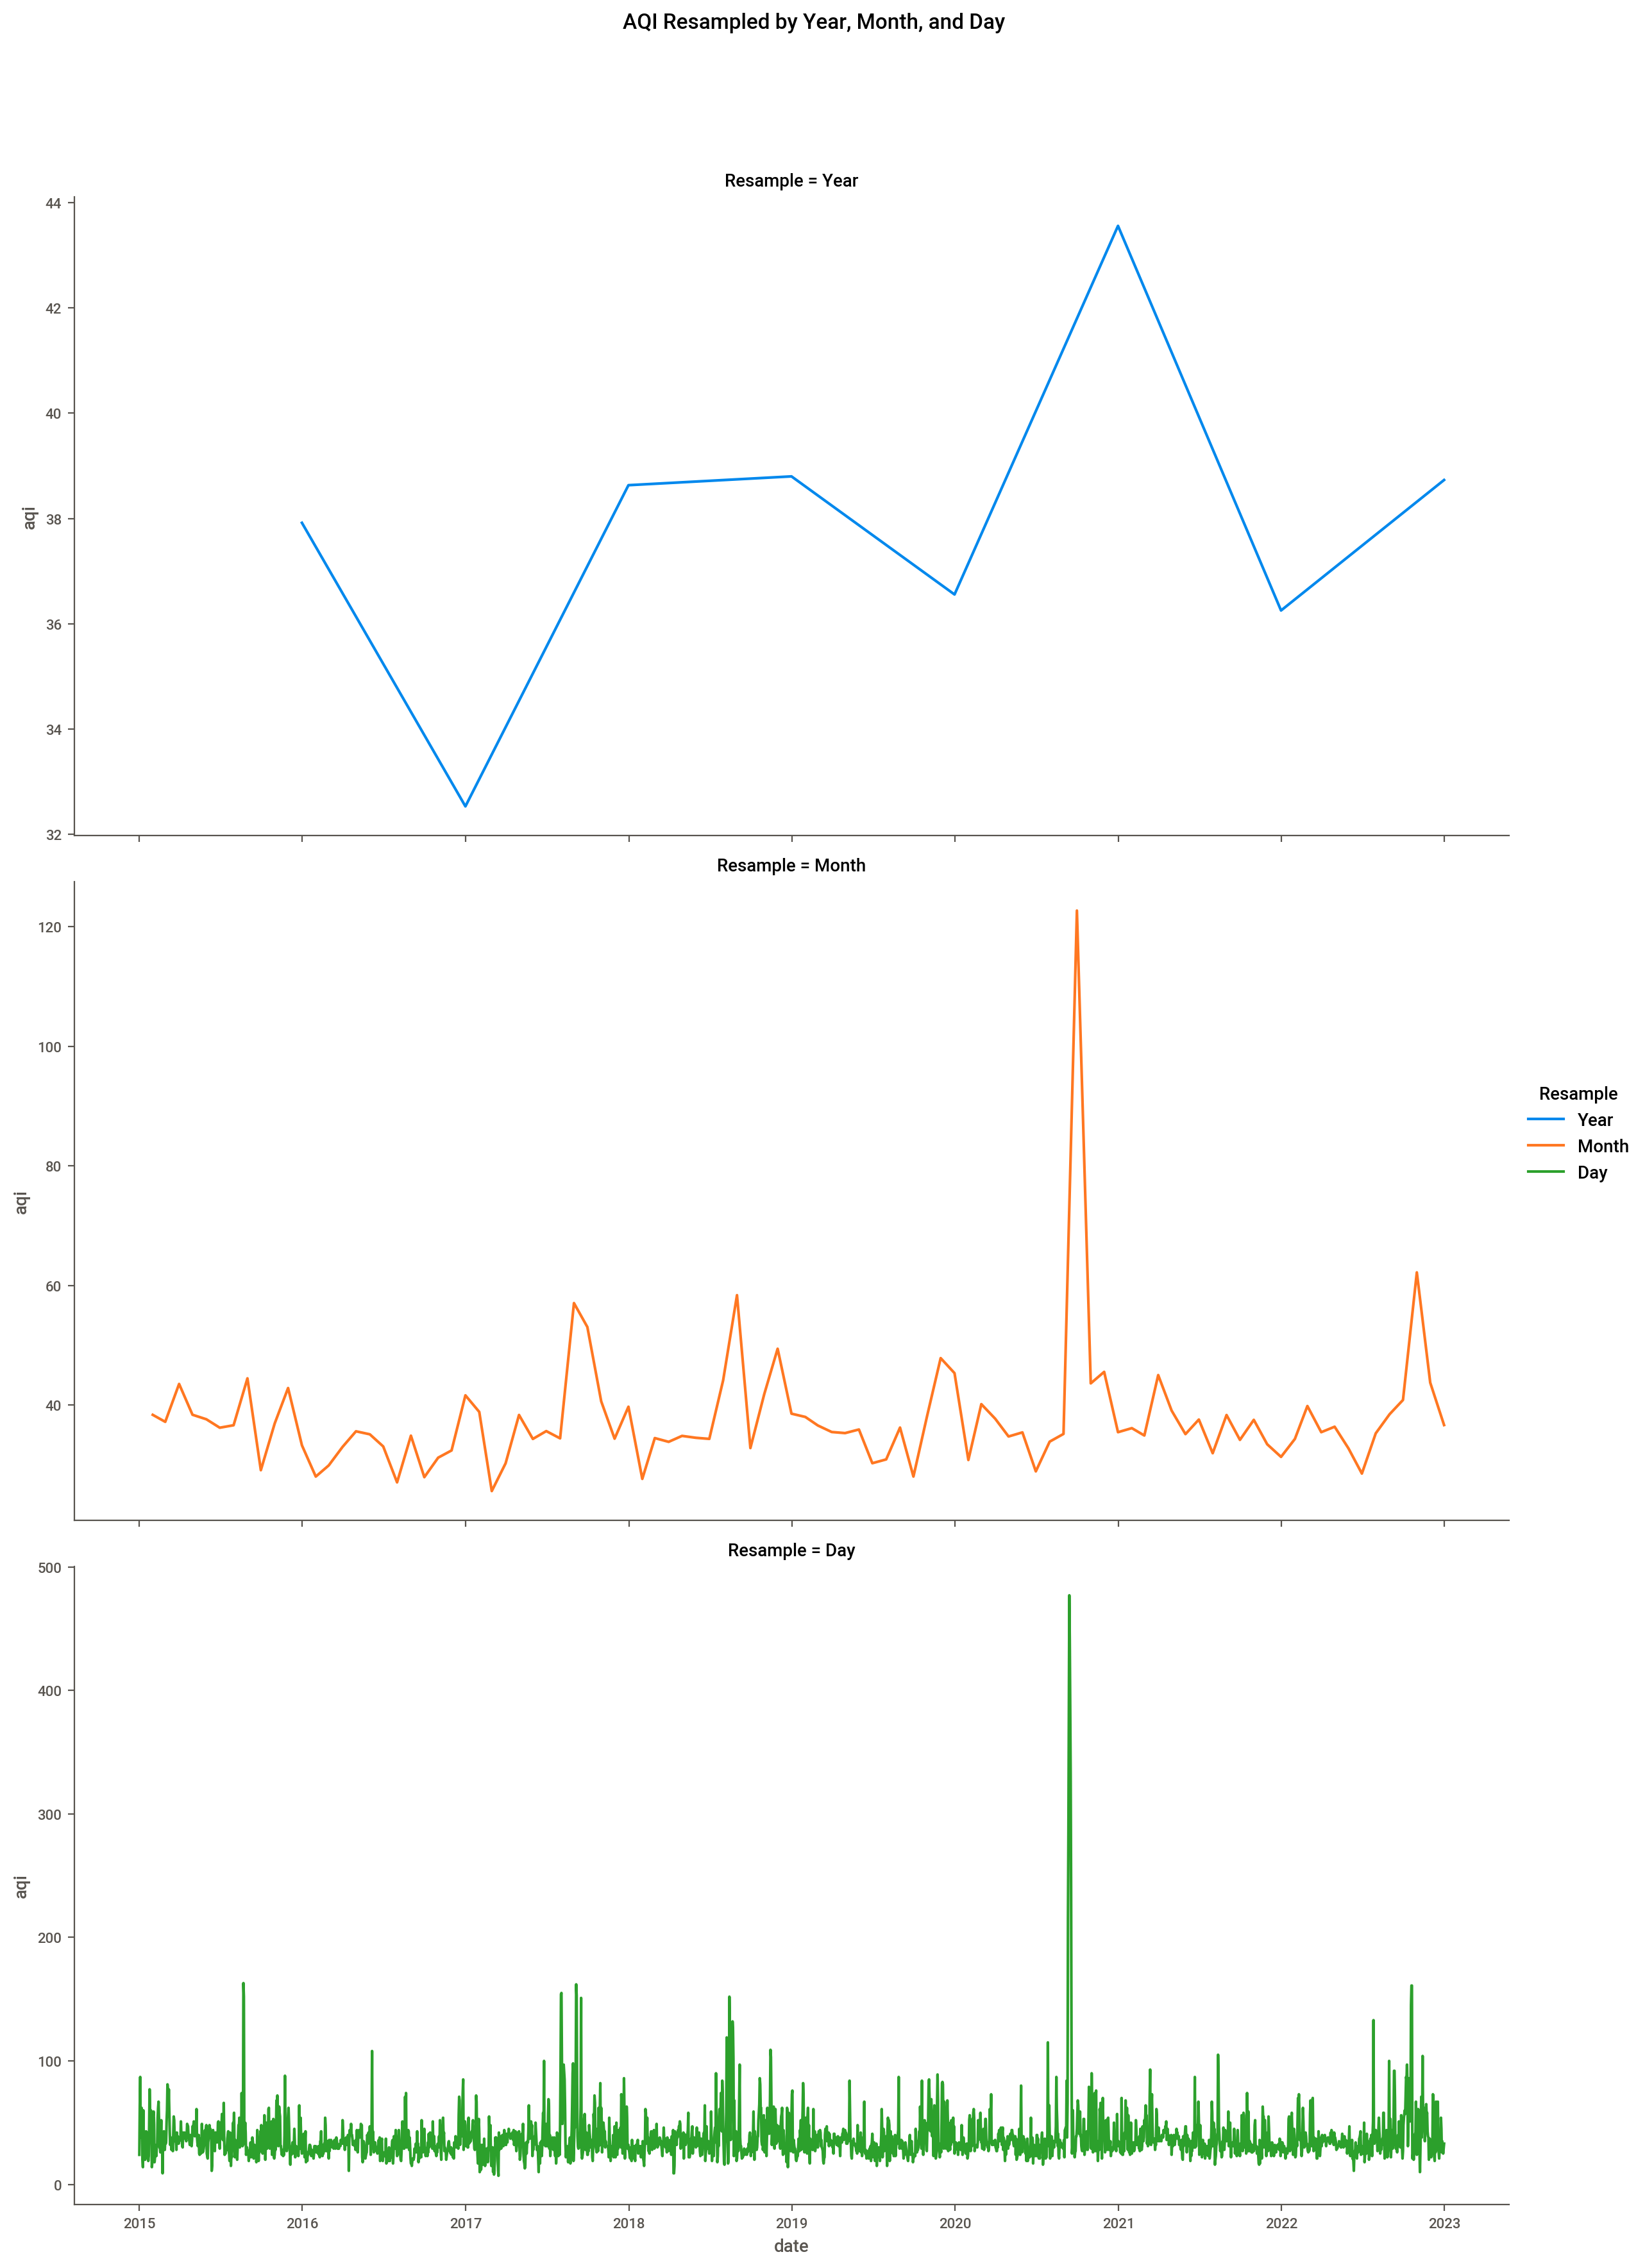 AQI Resampled by Year, Month, and Day
Resample = Year
44
42
40
38
36
34
32
aqi
Resample = Month
120
100
80
60
40
aqi
Resample
Year
Month
Day
Resample = Day
500
400
300
200
100
0
aqi
2015 2016 2017 2018 2019 2020 2021 2022 2023
date